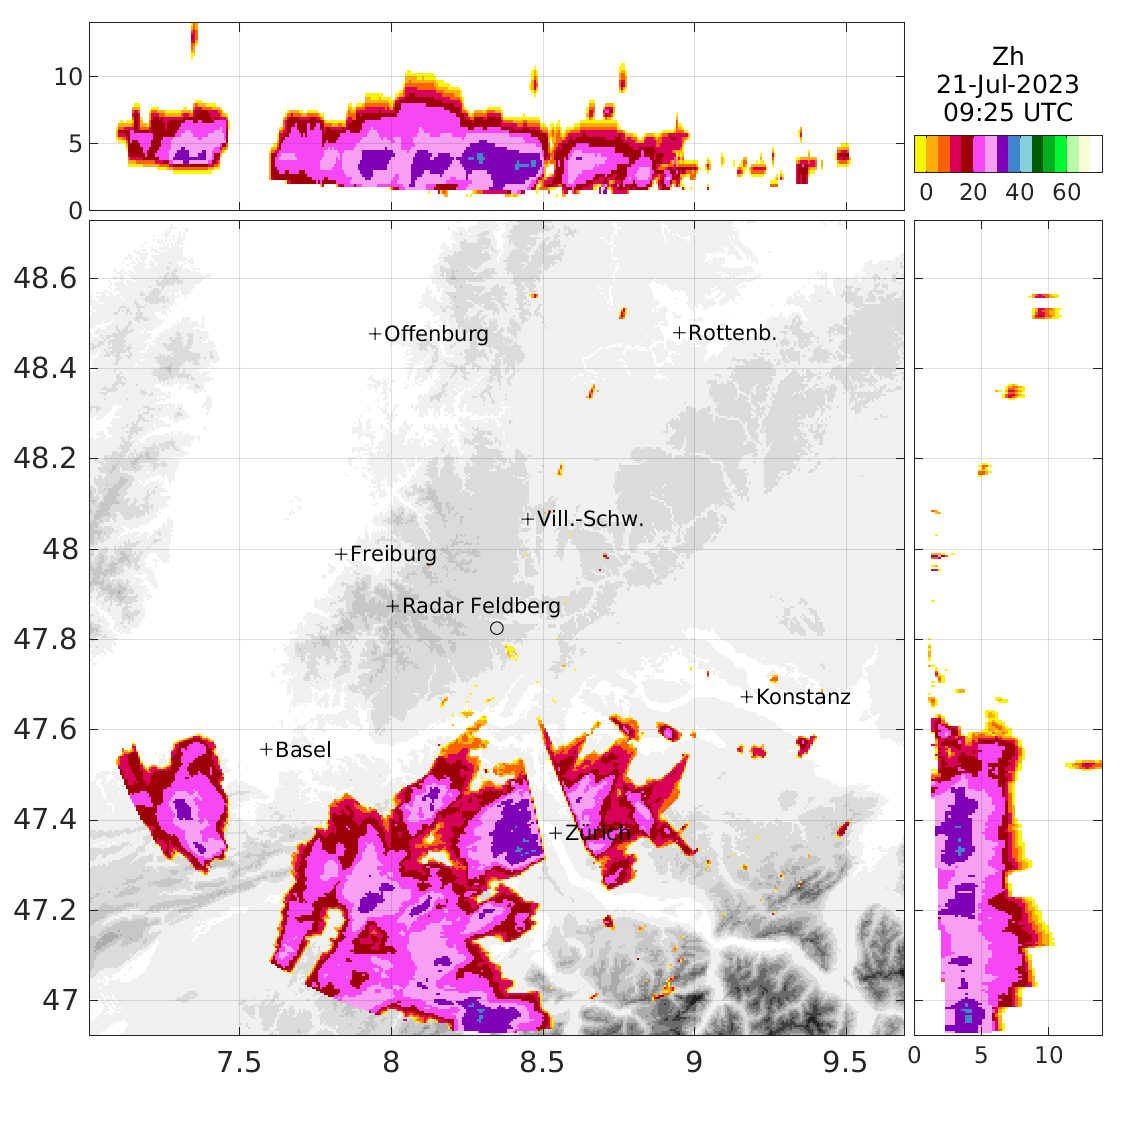 10
5
0
Zh
21-Jul-2023
09:25 UTC
0 20 40 60
48.6
48.4
48.2
48
47.8
47.6
47.4
47.2
47
Offenburg
Rottenb.
Vill.-Schw.
Freiburg
Radar Feldberg
Konstanz
Basel
Zürich
7.5 8 8.5 9 9.5
0 5 10